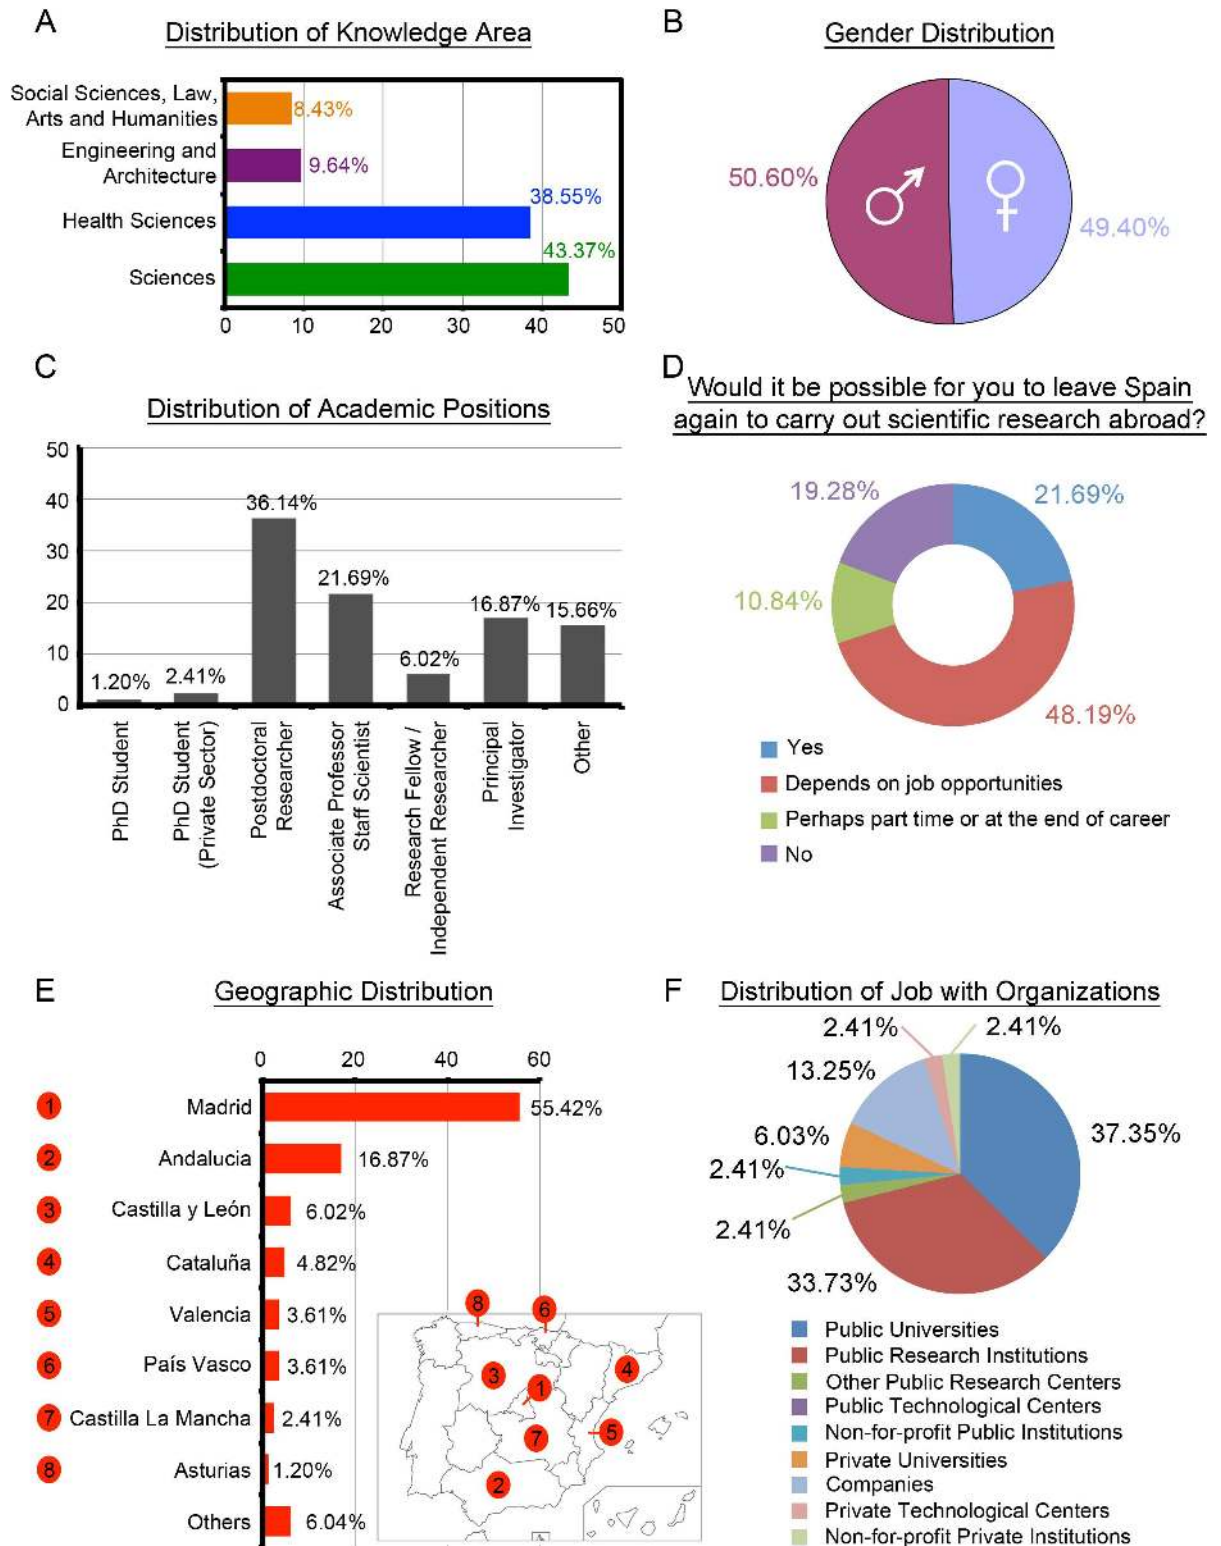 A
Distribution of Knowledge Area
Social Sciences, Law,
Arts and Humanities
8.43%
Engineering and
Architecture
9.64%
Health Sciences
38.55%
Sciences
43.37%
0 10 20 30 40 50
B
Gender Distribution
50.60%
49.40%
C
Distribution of Academic Positions
50
40
30
20
10
0
1.20%
2.41%
36.14%
21.69%
6.02%
16.87%
15.66%
PhD Student
PhD Student
(Private Sector)
Postdoctoral
Researcher
Associate Professor
Staff Scientist
Research Fellow /
Independent Researcher
Principal
Investigator
Other
D
Would it be possible for you to leave Spain
again to carry out scientific research abroad?
19.28%
21.69%
10.84%
48.19%
Yes
Depends on job opportunities
Perhaps part time or at the end of career
No
E
Geographic Distribution
0 20 40 60
1 Madrid 55.42%
2 Andalucia 16.87%
3 Castilla y León 6.02%
4 Cataluña 4.82%
5 Valencia 3.61%
6 País Vasco 3.61%
7 Castilla La Mancha 2.41%
8 Asturias 1.20%
Others 6.04%
8
6
4
3
1
5
7
2
F
Distribution of Job with Organizations
2.41%
2.41%
13.25%
6.03%
37.35%
2.41%
2.41%
33.73%
Public Universities
Public Research Institutions
Other Public Research Centers
Public Technological Centers
Non-for-profit Public Institutions
Private Universities
Companies
Private Technological Centers
Non-for-profit Private Institutions